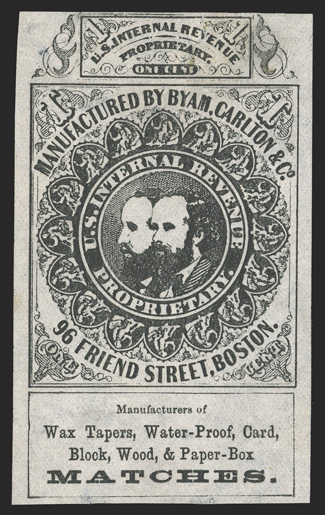 U.S. INTERNAL REVENUE
PROPRIETARY.
ONE CENT
MANUFACTURED BY BYAM, CARLTON & Co
U.S. INTERNAL REVENUE
PROPRIETARY.
96 FRIEND STREET, BOSTON.
Manufacturers of
Wax Tapers, Water-Proof, Card,
Block, Wood, & Paper-Box
MATCHES.